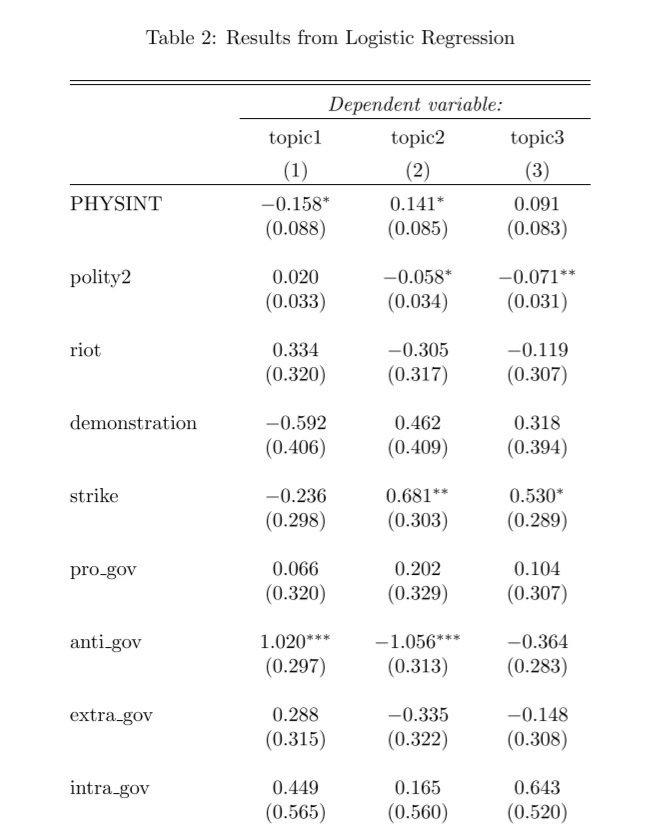 Table 2: Results from Logistic Regression
Dependent variable:
topic1 topic2 topic3
(1) (2) (3)
PHYSINT −0.158* 0.141* 0.091
(0.088) (0.085) (0.083)
polity2 0.020 −0.058* −0.071**
(0.033) (0.034) (0.031)
riot 0.334 −0.305 −0.119
(0.320) (0.317) (0.307)
demonstration −0.592 0.462 0.318
(0.406) (0.409) (0.394)
strike −0.236 0.681** 0.530*
(0.298) (0.303) (0.289)
pro_gov 0.066 0.202 0.104
(0.320) (0.329) (0.307)
anti_gov 1.020*** −1.056*** −0.364
(0.297) (0.313) (0.283)
extra_gov 0.288 −0.335 −0.148
(0.315) (0.322) (0.308)
intra_gov 0.449 0.165 0.643
(0.565) (0.560) (0.520)